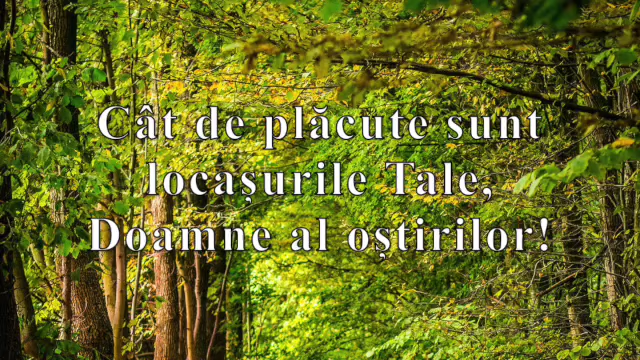 Cât de plăcute sunt
locașurile Tale,
Doamne al oștirilor!